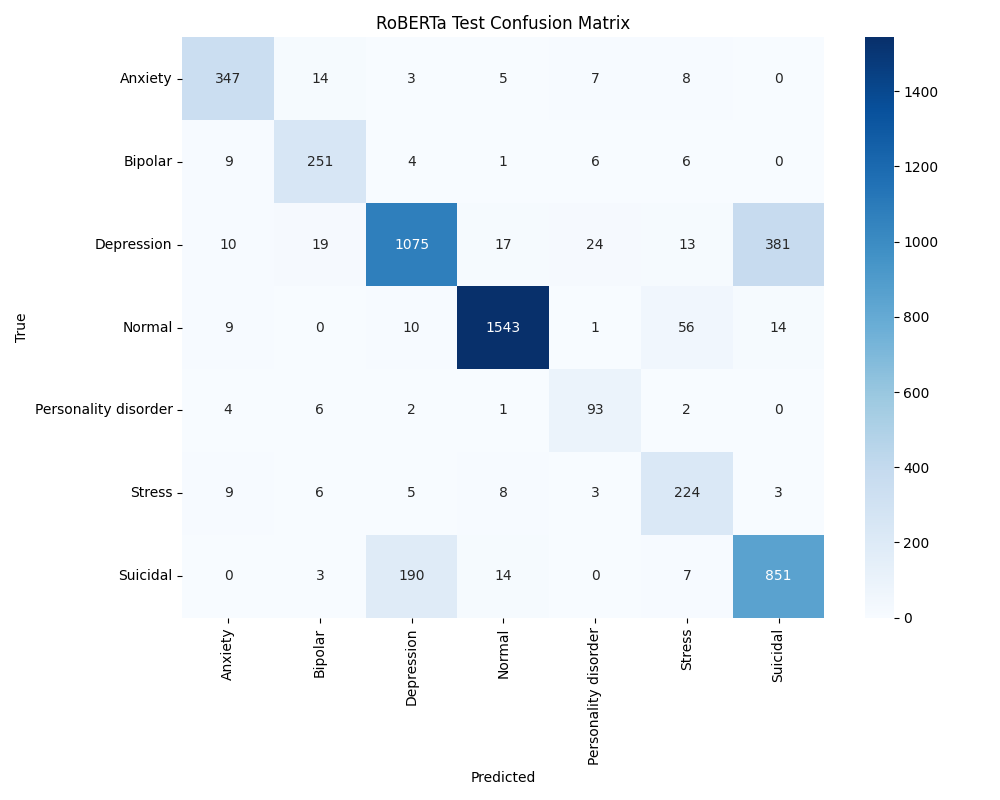 RoBERTa Test Confusion Matrix
True
Anxiety 347 14 3 5 7 8 0
Bipolar 9 251 4 1 6 6 0
Depression 10 19 1075 17 24 13 381
Normal 9 0 10 1543 1 56 14
Personality disorder 4 6 2 1 93 2 0
Stress 9 6 5 8 3 224 3
Suicidal 0 3 190 14 0 7 851
Anxiety Bipolar Depression Normal Personality disorder Stress Suicidal
Predicted
1400
1200
1000
800
600
400
200
0